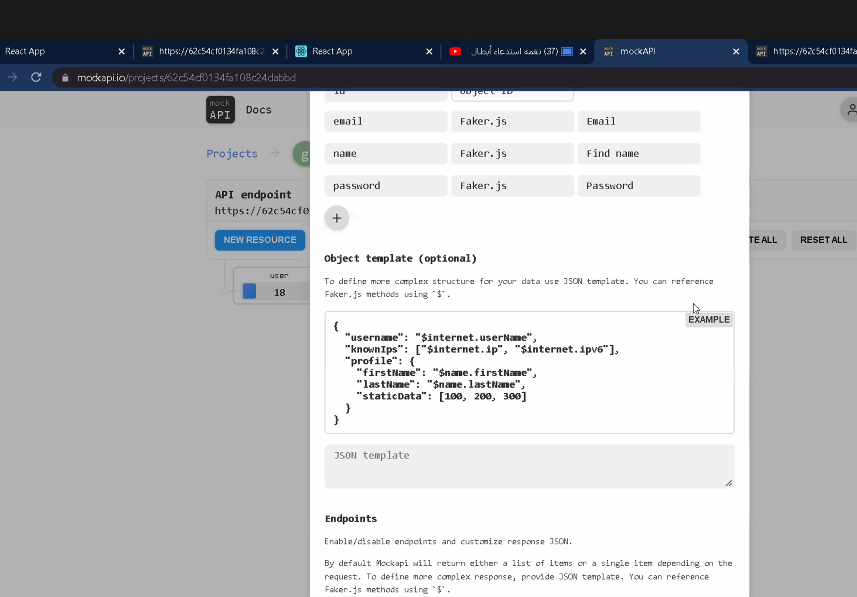 React App
https://62c54cf0134fa108c2
React App
(37) نغمه استدعاء أبطال
mockAPI
https://62c54cf0134fa
mockapi.io/projects/62c54cf0134fa108c24dabbd
mock
API
Docs
Projects
g
API endpoint
https://62c54cf0
NEW RESOURCE
TE ALL
RESET ALL
user
18
id
Object ID
email
Faker.js
Email
name
Faker.js
Find name
password
Faker.js
Password
+
Object template (optional)
To define more complex structure for your data use JSON template. You can reference
Faker.js methods using `$`.
EXAMPLE
{
"username": "$internet.userName",
"knownIps": ["$internet.ip", "$internet.ipv6"],
"profile": {
"firstName": "$name.firstName",
"lastName": "$name.lastName",
"staticData": [100, 200, 300]
}
}
JSON template
Endpoints
Enable/disable endpoints and customize response JSON.
By default Mockapi will return either a list of items or a single item depending on the
request. To define more complex response, provide JSON template. You can reference
Faker.js methods using `$`.